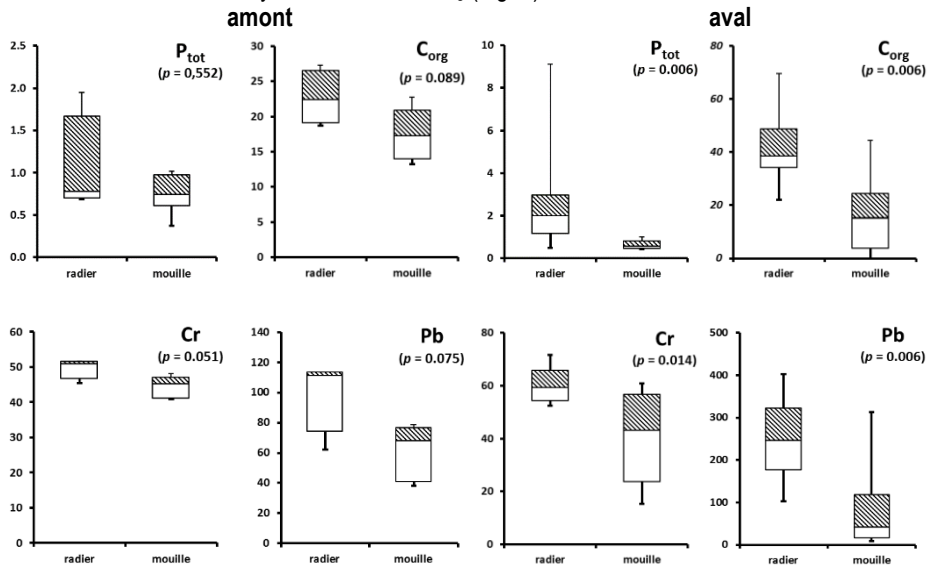 amont aval
P_tot
(p = 0,552)
2.5
2.0
1.5
1.0
0.5
0.0
radier mouille
C_org
(p = 0.089)
30
25
20
15
10
5
0
radier mouille
P_tot
(p = 0.006)
10
8
6
4
2
0
radier mouille
C_org
(p = 0.006)
80
60
40
20
0
radier mouille
Cr
(p = 0.051)
60
50
40
30
20
10
0
radier mouille
Pb
(p = 0.075)
140
120
100
80
60
40
20
0
radier mouille
Cr
(p = 0.014)
80
60
40
20
0
radier mouille
Pb
(p = 0.006)
500
400
300
200
100
0
radier mouille